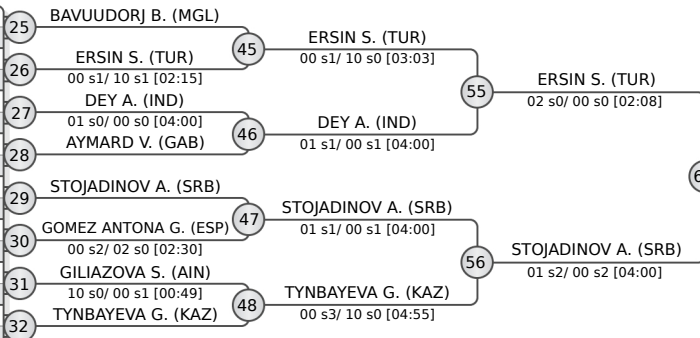 25 BAVUUDORJ B. (MGL)
26 ERSIN S. (TUR)
00 s1/ 10 s1 [02:15]
27 DEY A. (IND)
01 s0/ 00 s0 [04:00]
28 AYMARD V. (GAB)
29 STOJADINOV A. (SRB)
30 GOMEZ ANTONA G. (ESP)
00 s2/ 02 s0 [02:30]
31 GILIAZOVA S. (AIN)
10 s0/ 00 s1 [00:49]
32 TYNBAYEVA G. (KAZ)
45 ERSIN S. (TUR)
00 s1/ 10 s0 [03:03]
46 DEY A. (IND)
01 s1/ 00 s1 [04:00]
47 STOJADINOV A. (SRB)
01 s1/ 00 s1 [04:00]
48 TYNBAYEVA G. (KAZ)
00 s3/ 10 s0 [04:55]
55 ERSIN S. (TUR)
02 s0/ 00 s0 [02:08]
56 STOJADINOV A. (SRB)
01 s2/ 00 s2 [04:00]